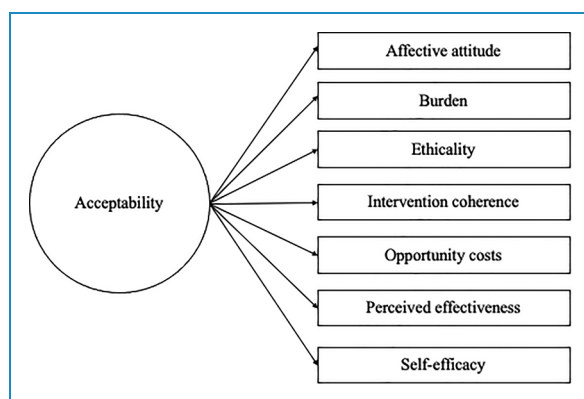 Affective attitude
Burden
Ethicality
Acceptability
Intervention coherence
Opportunity costs
Perceived effectiveness
Self-efficacy